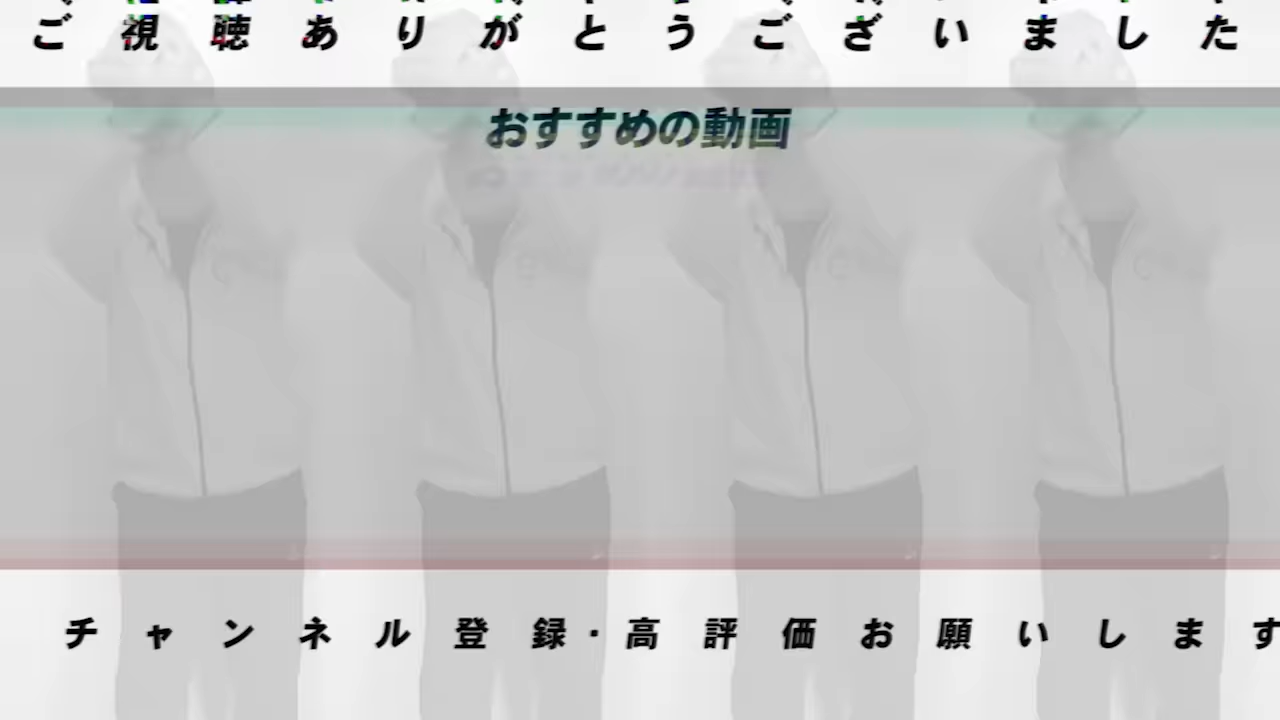 ご視聴ありがとうございました
おすすめの動画
チャンネル登録・高評価お願いします